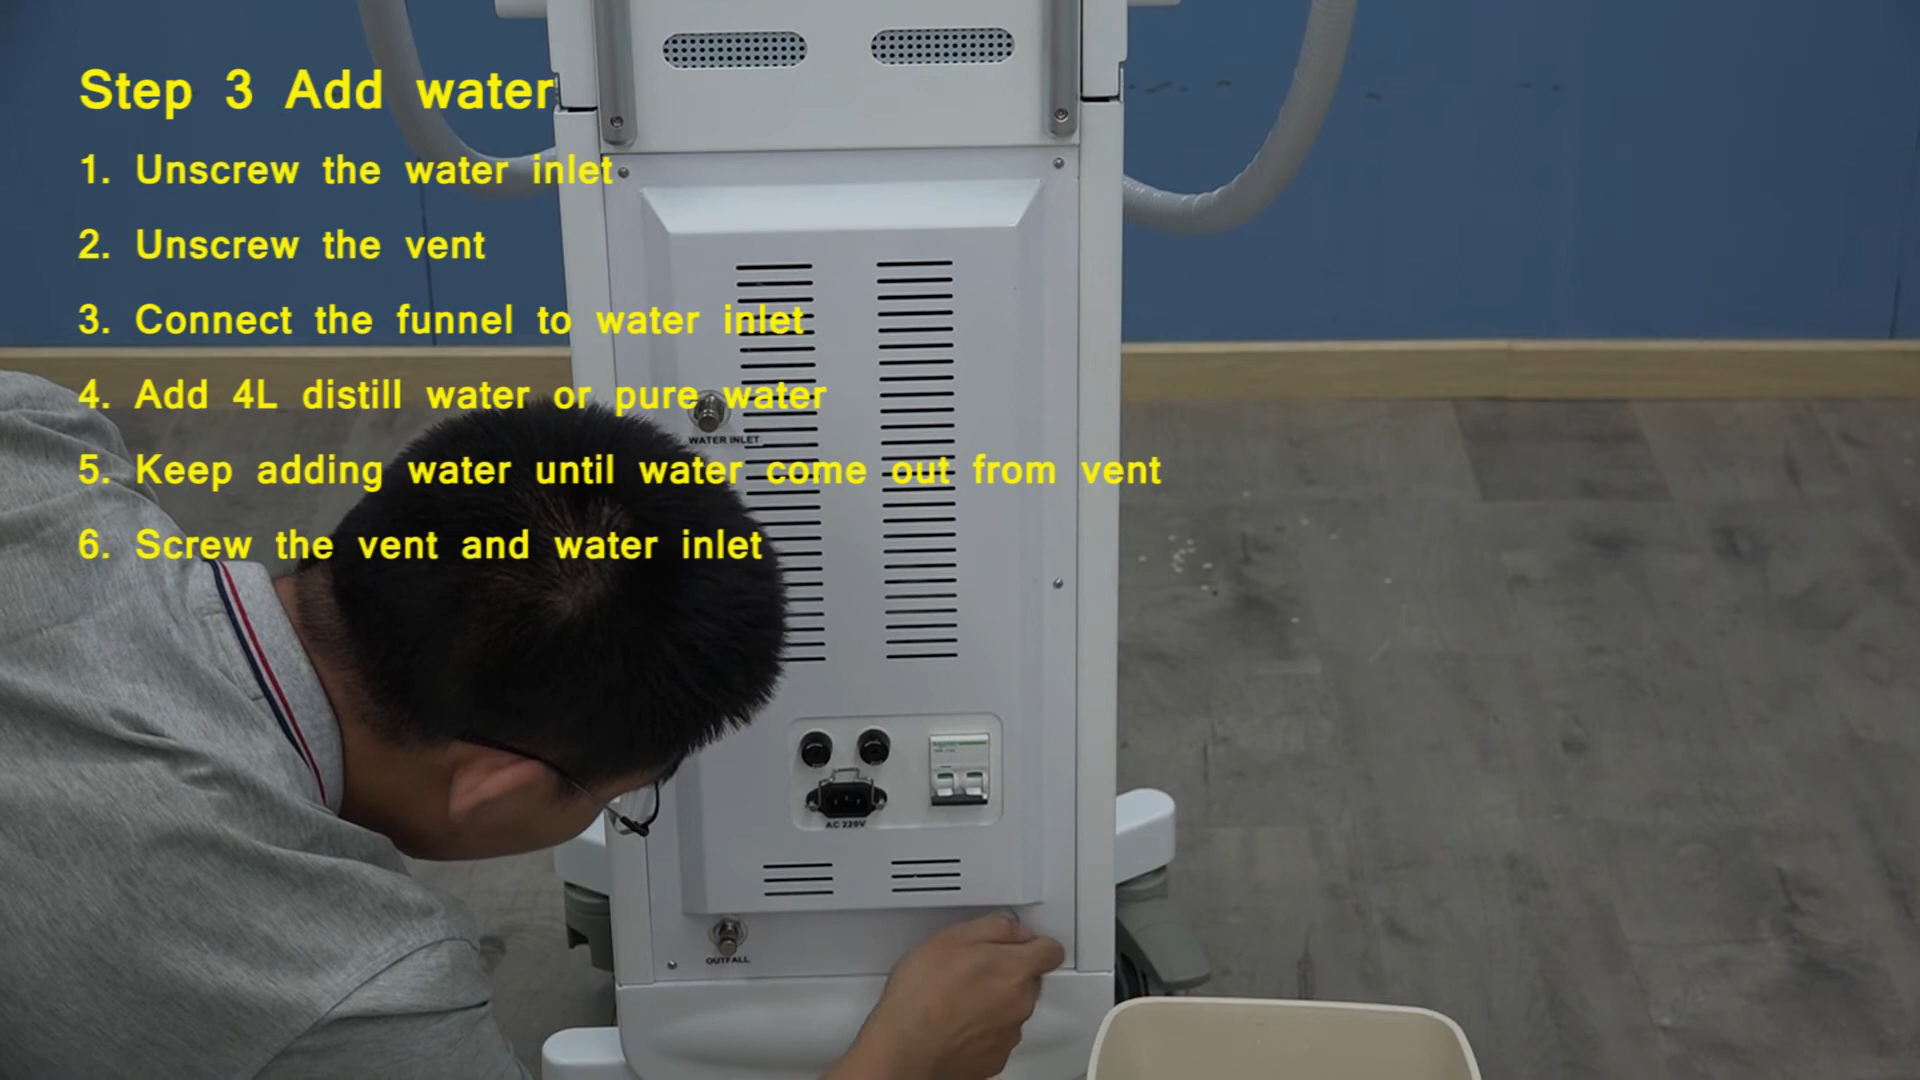 Step 3 Add water
1. Unscrew the water inlet
2. Unscrew the vent
3. Connect the funnel to water inlet
4. Add 4L distill water or pure water
5. Keep adding water until water come out from vent
6. Screw the vent and water inlet
WATER INLET
AC 220V
OUTFALL